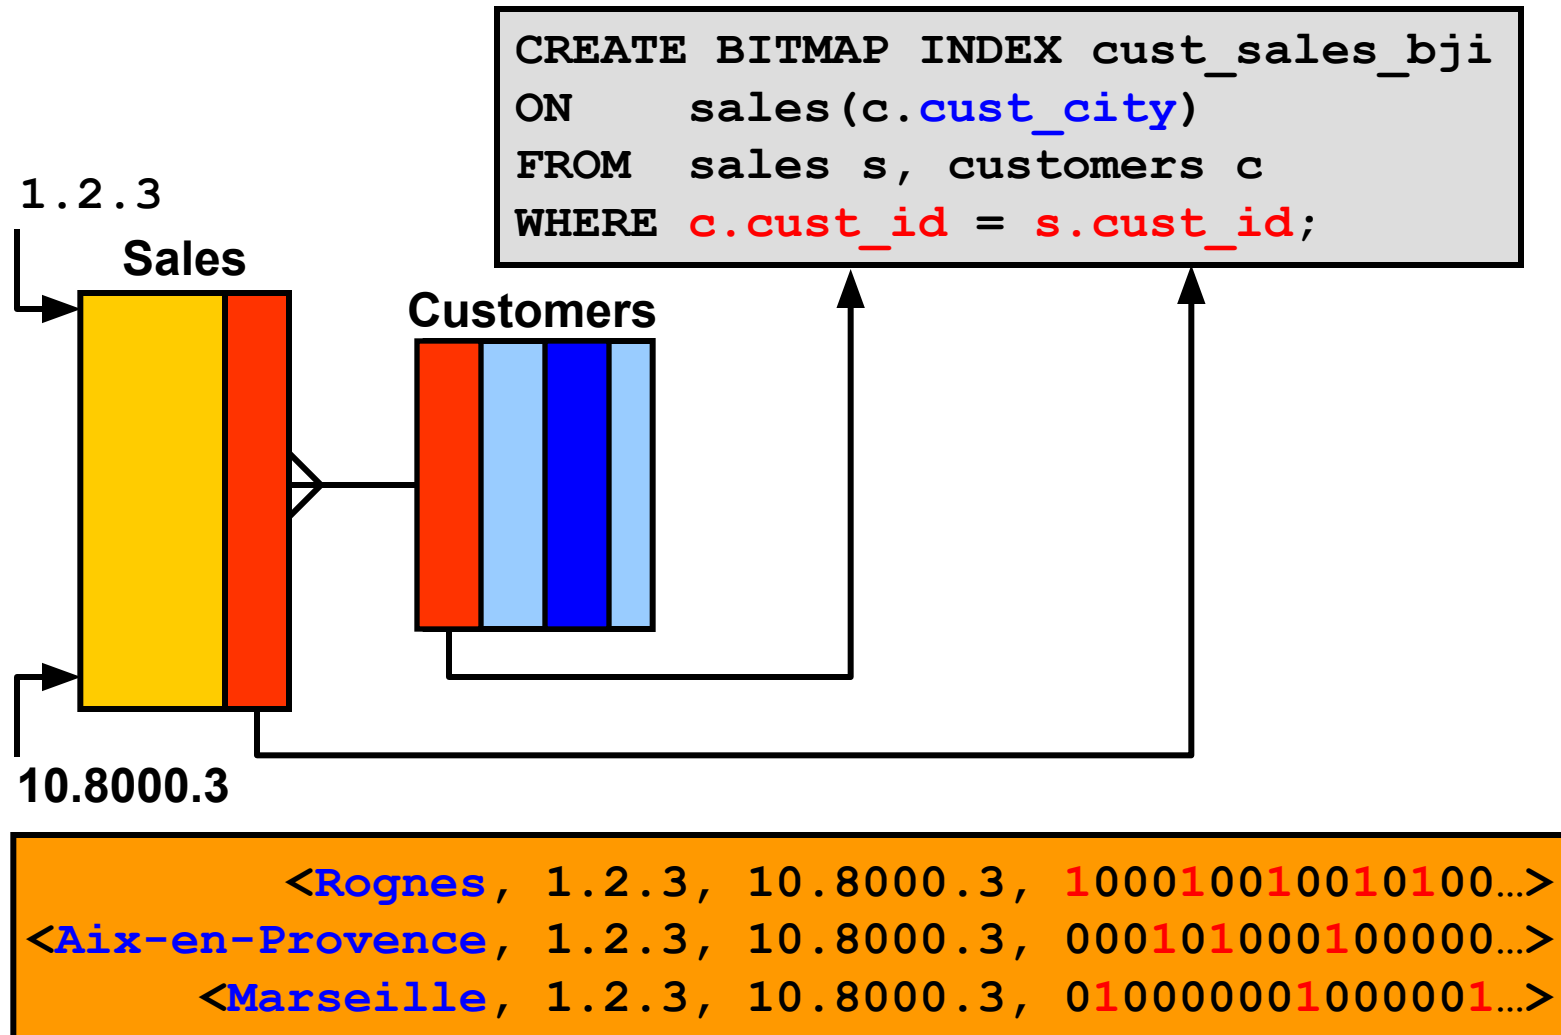 CREATE BITMAP INDEX cust_sales_bji
ON sales(c.cust_city)
FROM sales s, customers c
WHERE c.cust_id = s.cust_id;
1.2.3
Sales
Customers
10.8000.3
<Rognes, 1.2.3, 10.8000.3, 100010010010100…>
<Aix-en-Provence, 1.2.3, 10.8000.3, 000101000100000…>
<Marseille, 1.2.3, 10.8000.3, 010000001000001…>